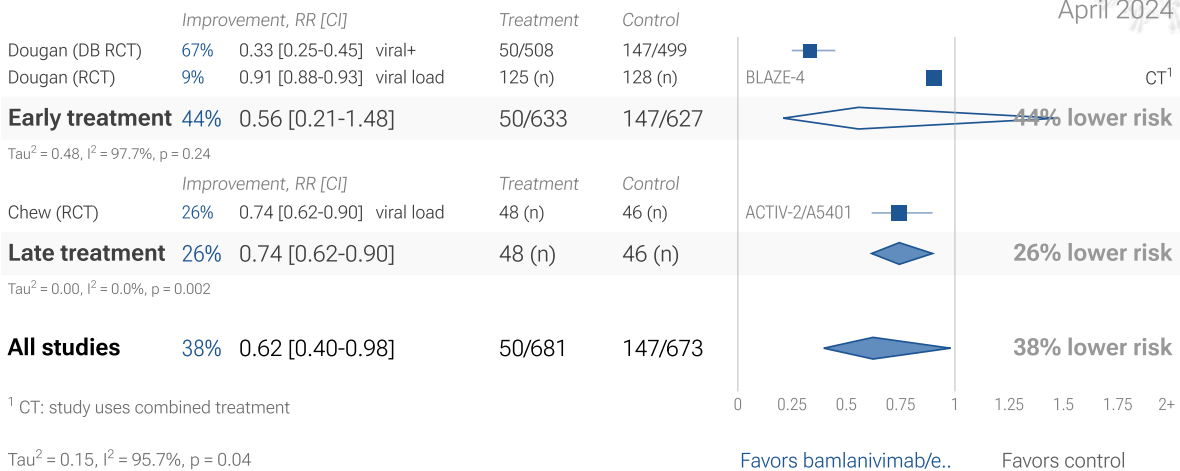 April 2024
Improvement, RR [CI] Treatment Control
Dougan (DB RCT) 67% 0.33 [0.25-0.45] viral+ 50/508 147/499
Dougan (RCT) 9% 0.91 [0.88-0.93] viral load 125 (n) 128 (n) BLAZE-4 CT¹
Early treatment 44% 0.56 [0.21-1.48] 50/633 147/627 44% lower risk
Tau² = 0.48, I² = 97.7%, p = 0.24
Improvement, RR [CI] Treatment Control
Chew (RCT) 26% 0.74 [0.62-0.90] viral load 48 (n) 46 (n) ACTIV-2/A5401
Late treatment 26% 0.74 [0.62-0.90] 48 (n) 46 (n) 26% lower risk
Tau² = 0.00, I² = 0.0%, p = 0.002
All studies 38% 0.62 [0.40-0.98] 50/681 147/673 38% lower risk
¹ CT: study uses combined treatment 0 0.25 0.5 0.75 1 1.25 1.5 1.75 2+
Tau² = 0.15, I² = 95.7%, p = 0.04 Favors bamlanivimab/e.. Favors control